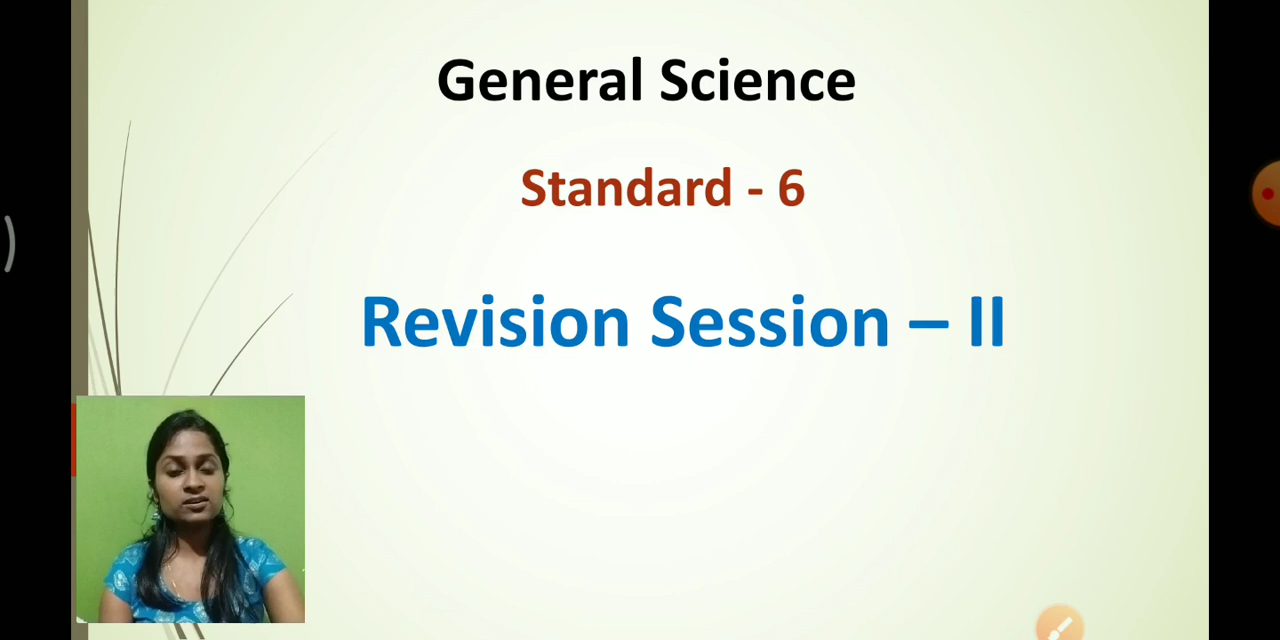 General Science
Standard - 6
Revision Session – II